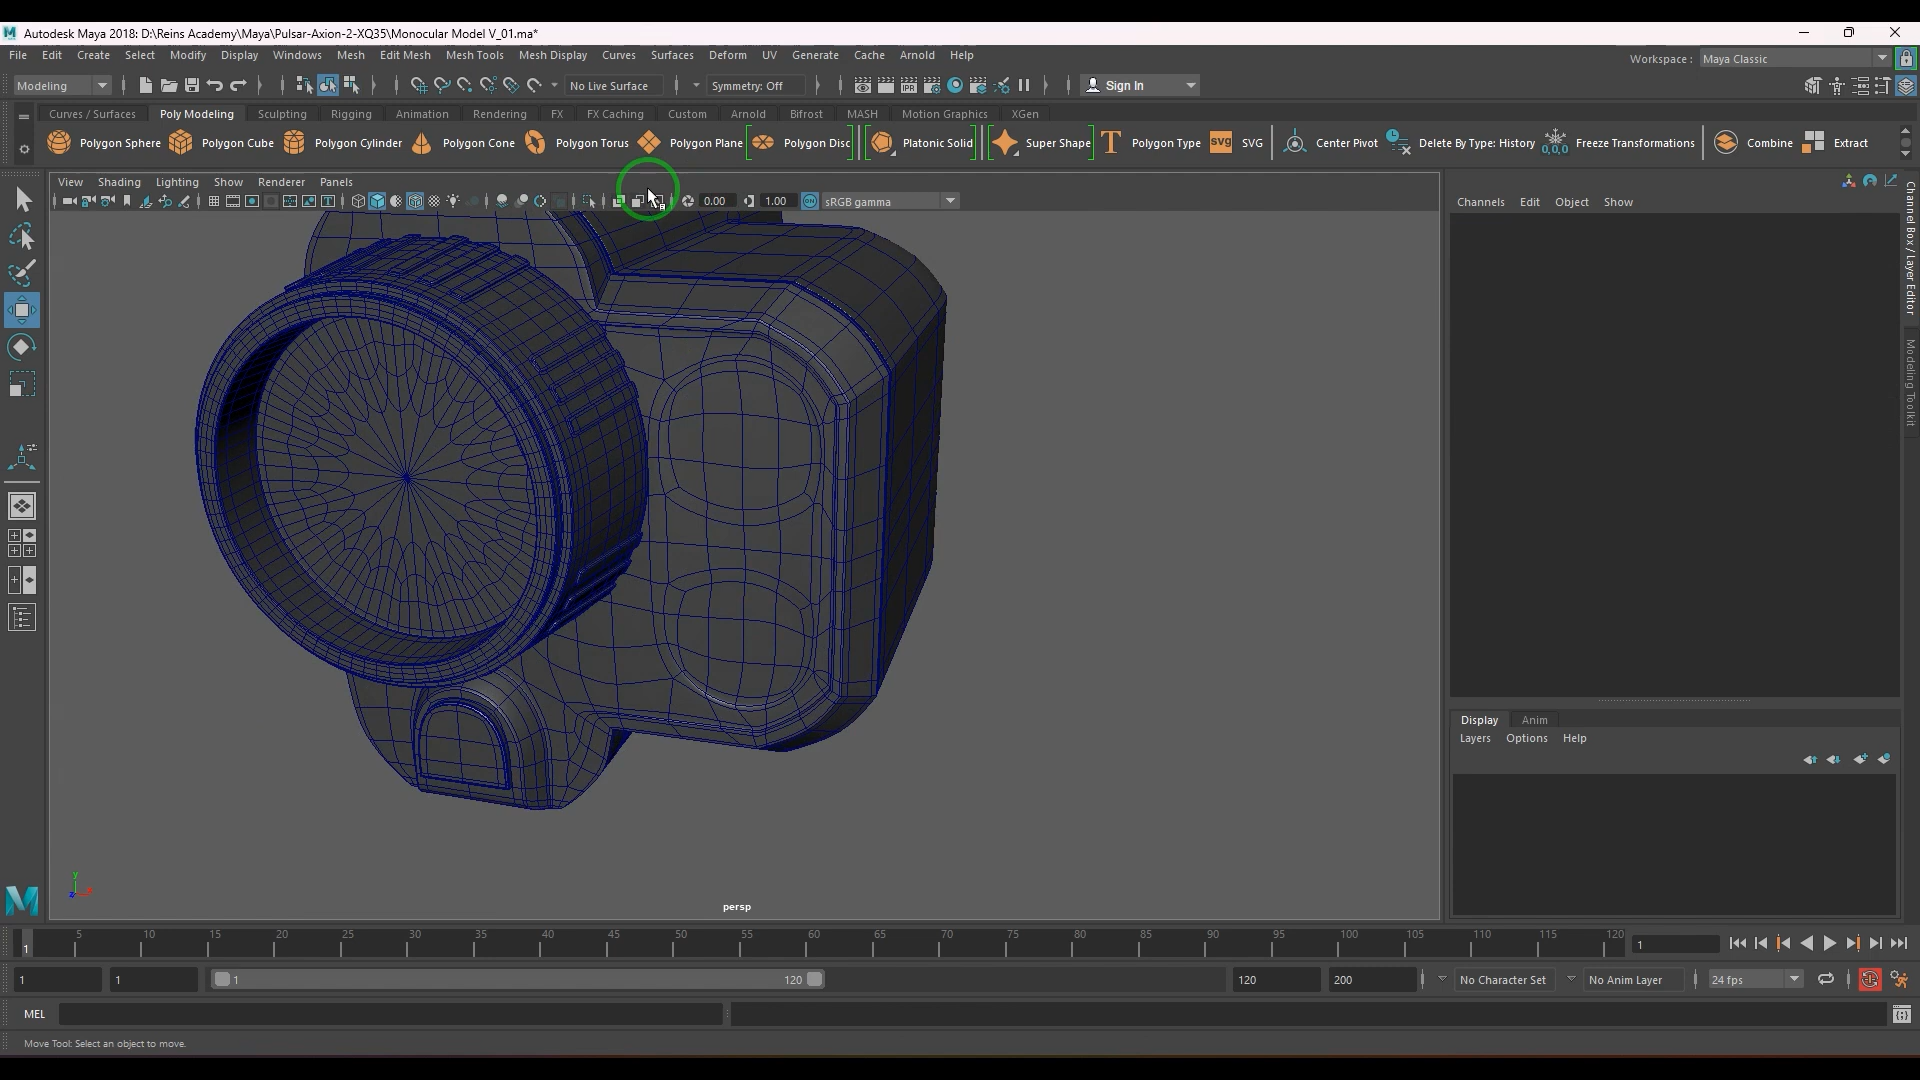 Autodesk Maya 2018: D:\Reins Academy\Maya\Pulsar-Axion-2-XQ35\Monocular Model V_01.ma*
File Edit Create Select Modify Display Windows Mesh Edit Mesh Mesh Tools Mesh Display Curves Surfaces Deform UV Generate Cache Arnold Help
Workspace : Maya Classic
Modeling No Live Surface Symmetry: Off IPR Sign In
Curves / Surfaces Poly Modeling Sculpting Rigging Animation Rendering FX FX Caching Custom Arnold Bifrost MASH Motion Graphics XGen
Polygon Sphere Polygon Cube Polygon Cylinder Polygon Cone Polygon Torus Polygon Plane Polygon Disc Platonic Solid Super Shape T Polygon Type SVG SVG Center Pivot Delete By Type: History 0,0,0 Freeze Transformations Combine Extract
View Shading Lighting Show Renderer Panels
0.00 1.00 ON sRGB gamma
Channels Edit Object Show
Channel Box / Layer Editor
Modeling Toolkit
Display Anim
Layers Options Help
y
x
z
persp
M
1 5 10 15 20 25 30 35 40 45 50 55 60 65 70 75 80 85 90 95 100 105 110 115 120 1
1 1 1 120 120 200 No Character Set No Anim Layer 24 fps
MEL
Move Tool: Select an object to move.